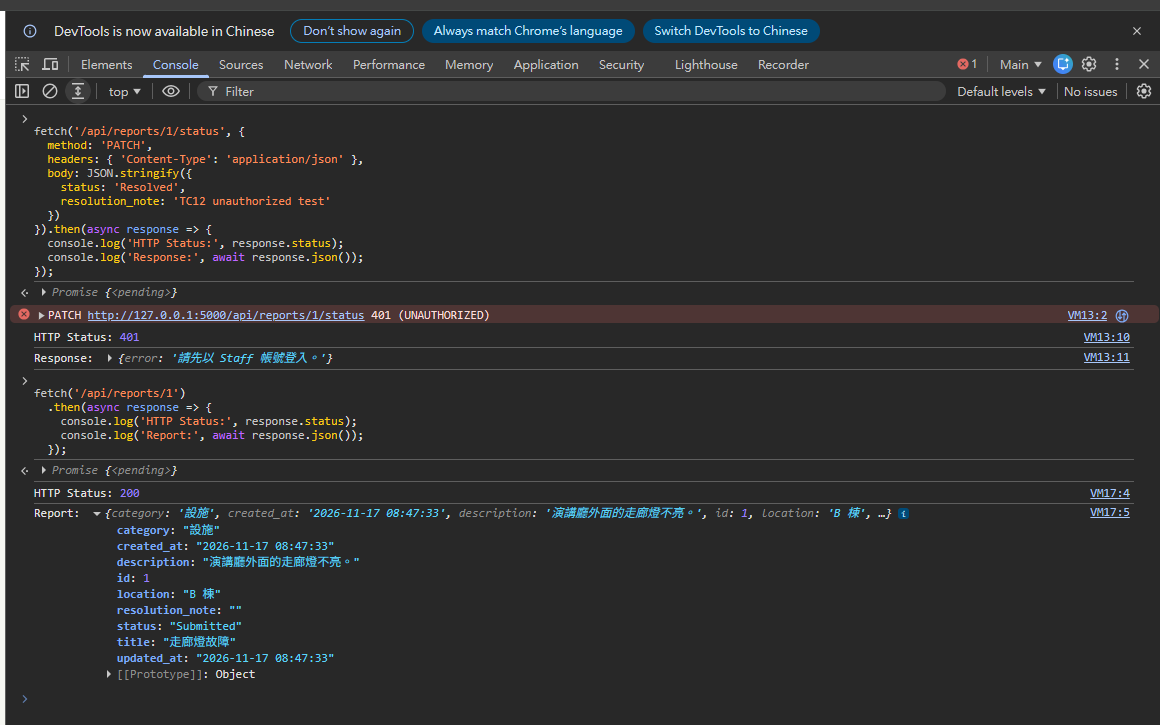 DevTools is now available in Chinese Don't show again Always match Chrome's language Switch DevTools to Chinese
Elements Console Sources Network Performance Memory Application Security Lighthouse Recorder 1 Main
top Filter Default levels No issues
fetch('/api/reports/1/status', {
method: 'PATCH',
headers: { 'Content-Type': 'application/json' },
body: JSON.stringify({
status: 'Resolved',
resolution_note: 'TC12 unauthorized test'
})
}).then(async response => {
console.log('HTTP Status:', response.status);
console.log('Response:', await response.json());
});
Promise {<pending>}
PATCH http://127.0.0.1:5000/api/reports/1/status 401 (UNAUTHORIZED) VM13:2
HTTP Status: 401 VM13:10
Response: {error: '請先以 Staff 帳號登入。'} VM13:11
fetch('/api/reports/1')
.then(async response => {
console.log('HTTP Status:', response.status);
console.log('Report:', await response.json());
});
Promise {<pending>}
HTTP Status: 200 VM17:4
Report: {category: '設施', created_at: '2026-11-17 08:47:33', description: '演講廳外面的走廊燈不亮。', id: 1, location: 'B 棟', …} VM17:5
category: "設施"
created_at: "2026-11-17 08:47:33"
description: "演講廳外面的走廊燈不亮。"
id: 1
location: "B 棟"
resolution_note: ""
status: "Submitted"
title: "走廊燈故障"
updated_at: "2026-11-17 08:47:33"
[[Prototype]]: Object